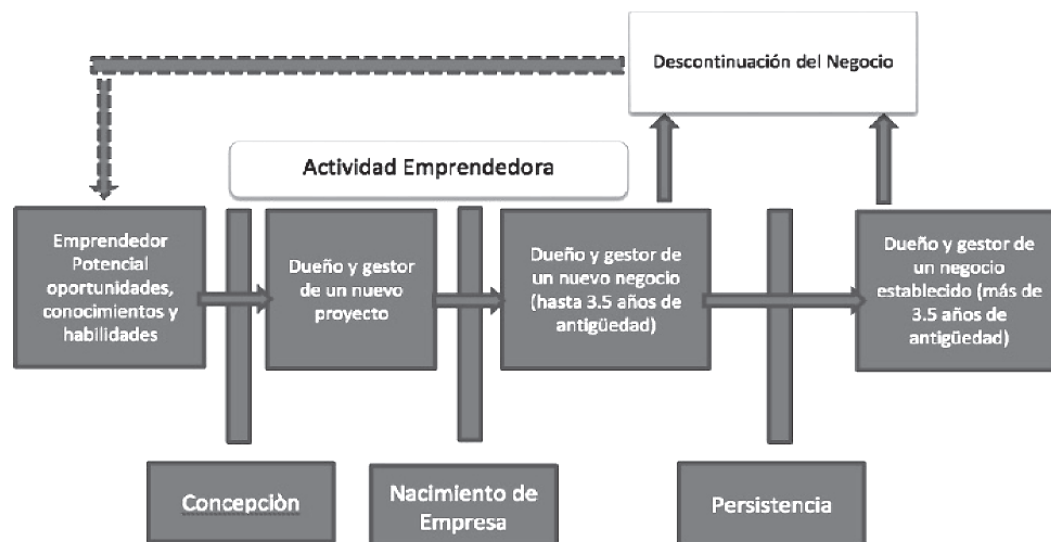 Descontinuación del Negocio
Actividad Emprendedora
Emprendedor
Potencial
oportunidades,
conocimientos y
habilidades
Dueño y gestor
de un nuevo
proyecto
Dueño y gestor de
un nuevo negocio
(hasta 3.5 años de
antigüedad)
Dueño y gestor de
un negocio
establecido (más de
3.5 años de
antigüedad)
Concepciòn
Nacimiento de
Empresa
Persistencia